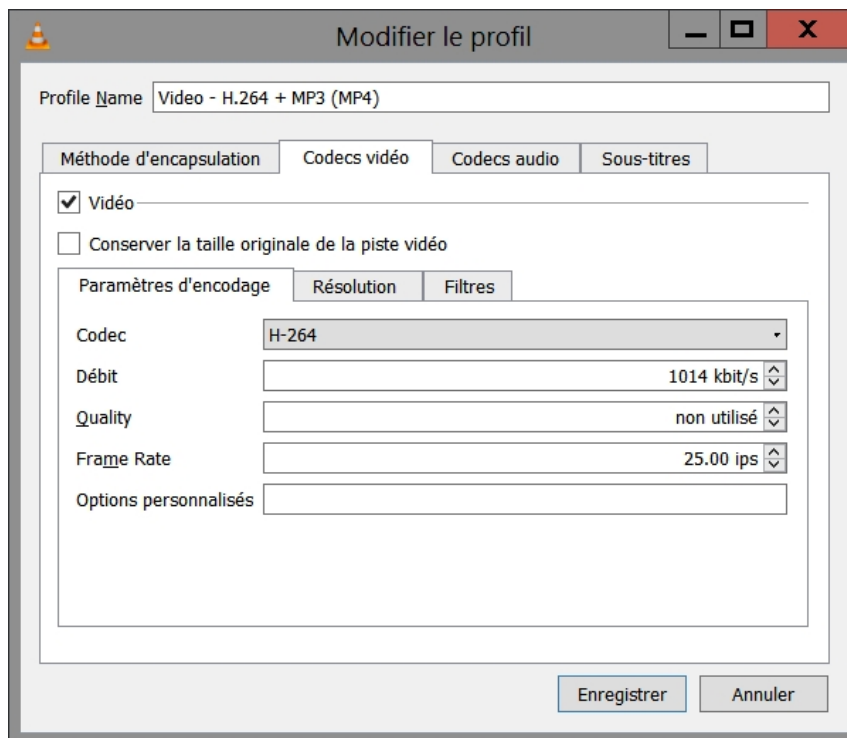 Modifier le profil
Profile Name Video - H.264 + MP3 (MP4)
Méthode d'encapsulation Codecs vidéo Codecs audio Sous-titres
Vidéo
Conserver la taille originale de la piste vidéo
Paramètres d'encodage Résolution Filtres
Codec H-264
Débit 1014 kbit/s
Quality non utilisé
Frame Rate 25.00 ips
Options personnalisés
Enregistrer Annuler